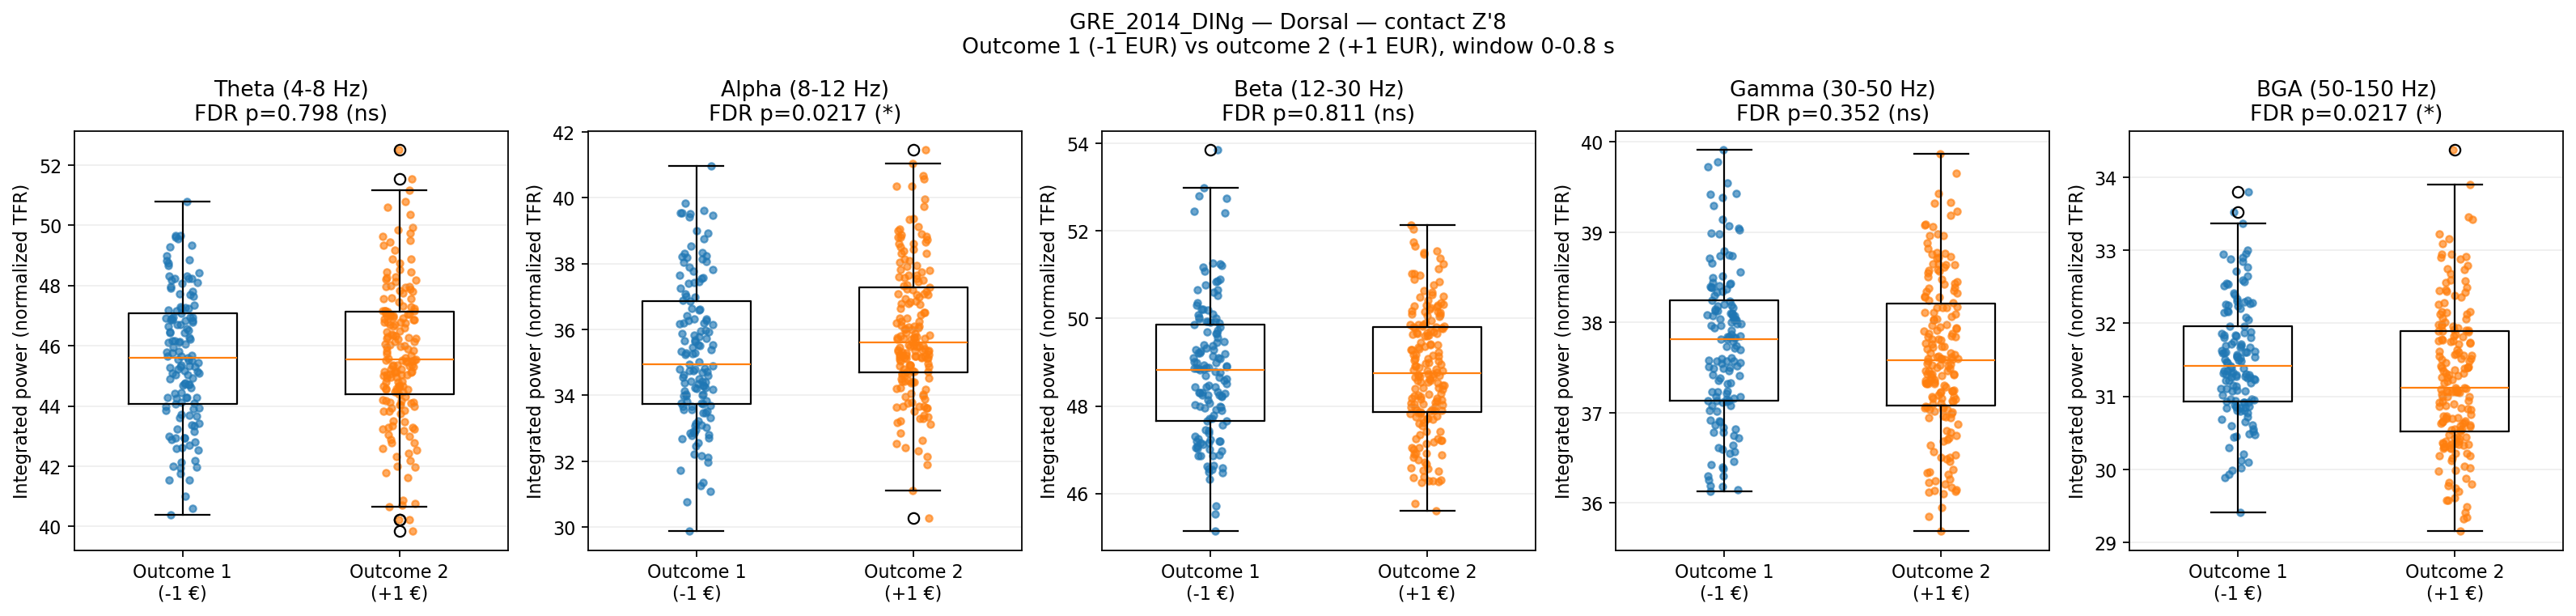 GRE_2014_DINg — Dorsal — contact Z'8
Outcome 1 (-1 EUR) vs outcome 2 (+1 EUR), window 0-0.8 s
Theta (4-8 Hz)
FDR p=0.798 (ns)
Integrated power (normalized TFR)
52
50
48
46
44
42
40
Outcome 1
(-1 €)
Outcome 2
(+1 €)
Alpha (8-12 Hz)
FDR p=0.0217 (*)
Integrated power (normalized TFR)
42
40
38
36
34
32
30
Outcome 1
(-1 €)
Outcome 2
(+1 €)
Beta (12-30 Hz)
FDR p=0.811 (ns)
Integrated power (normalized TFR)
54
52
50
48
46
Outcome 1
(-1 €)
Outcome 2
(+1 €)
Gamma (30-50 Hz)
FDR p=0.352 (ns)
Integrated power (normalized TFR)
40
39
38
37
36
Outcome 1
(-1 €)
Outcome 2
(+1 €)
BGA (50-150 Hz)
FDR p=0.0217 (*)
Integrated power (normalized TFR)
34
33
32
31
30
29
Outcome 1
(-1 €)
Outcome 2
(+1 €)